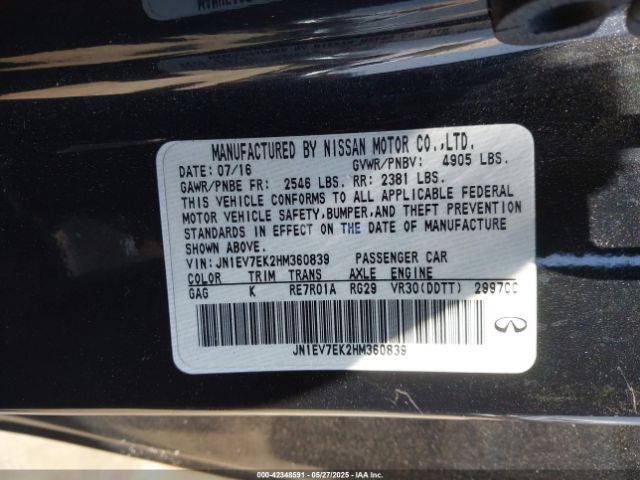 MANUFACTURED BY NISSAN MOTOR CO.,LTD.
DATE: 07/16 GVWR/PNBV: 4905 LBS.
GAWR/PNBE FR: 2546 LBS. RR: 2381 LBS.
THIS VEHICLE CONFORMS TO ALL APPLICABLE FEDERAL
MOTOR VEHICLE SAFETY,BUMPER,AND THEFT PREVENTION
STANDARDS IN EFFECT ON THE DATE OF MANUFACTURE
SHOWN ABOVE.
VIN: JN1EV7EK2HM360839 PASSENGER CAR
COLOR TRIM TRANS AXLE ENGINE
GAG K RE7R01A RG29 VR30(DDTT) 2997CC
JN1EV7EK2HM360839
00-42348591 - 05/27/2025 - © IAA Holdings, LLC